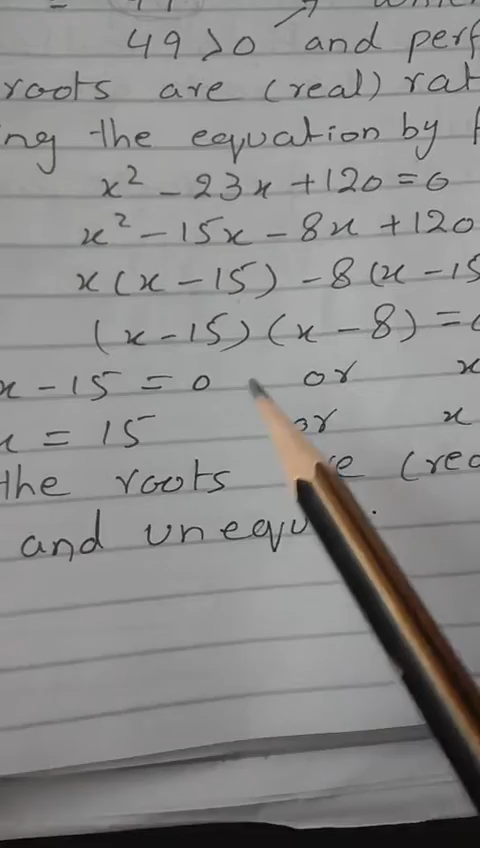 49 > 0 and perf
roots are (real) rat
ng the equation by f
x² - 23x + 120 = 0
x² - 15x - 8x + 120
x(x - 15) - 8(x - 15
(x - 15)(x - 8) =
x - 15 = 0 or x
x = 15 or x
the roots (rea
and unequ